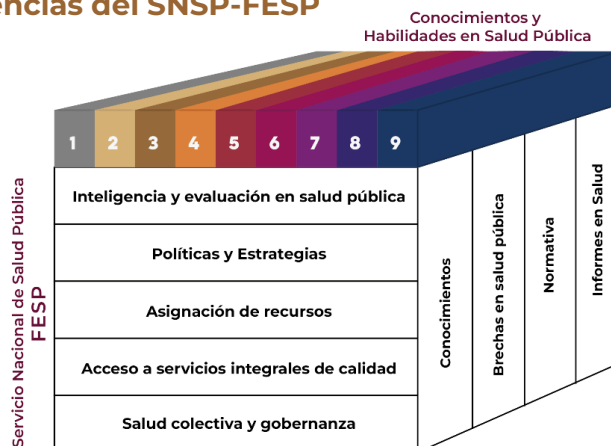 encias del SNSP-FESP
Conocimientos y
Habilidades en Salud Pública
1 2 3 4 5 6 7 8 9
Inteligencia y evaluación en salud pública
Políticas y Estrategias
Asignación de recursos
Acceso a servicios integrales de calidad
Salud colectiva y gobernanza
Servicio Nacional de Salud Pública
FESP
Conocimientos
Brechas en salud pública
Normativa
Informes en Salud